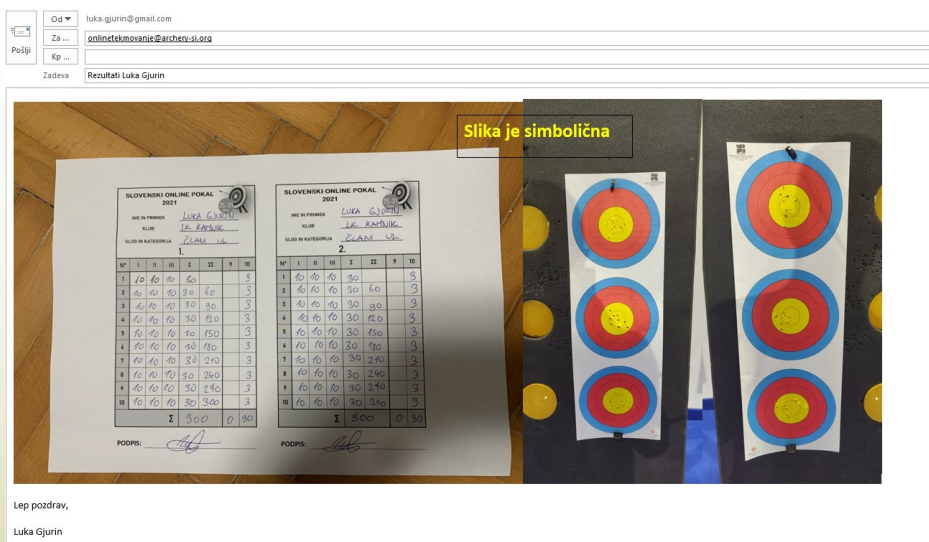 Od
luka.gjurin@gmail.com
Pošlji
Za ...
onlinetekmovanje@archery-si.org
Kp ...
Zadeva
Rezultati Luka Gjurin
Slika je simbolična
SLOVENSKI ONLINE POKAL
2021
IME IN PRIIMEK LUKA GJURIN
KLUB LK KAMNIK
SLOG IN KATEGORIJA ČLANI UL
1.
N° I II III Σ ΣΣ 9 10
1 10 10 10 30 3
2 10 10 10 30 60 3
3 10 10 10 30 90 3
4 10 10 10 30 120 3
5 10 10 10 30 150 3
6 10 10 10 30 180 3
7 10 10 10 30 210 3
8 10 10 10 30 240 3
9 10 10 10 30 270 3
10 10 10 10 30 300 3
Σ 300 0 30
PODPIS:
SLOVENSKI ONLINE POKAL
2021
IME IN PRIIMEK LUKA GJURIN
KLUB LK KAMNIK
SLOG IN KATEGORIJA ČLANI UL
2.
N° I II III Σ ΣΣ 9 10
1 10 10 10 30 3
2 10 10 10 30 60 3
3 10 10 10 30 90 3
4 10 10 10 30 120 3
5 10 10 10 30 150 3
6 10 10 10 30 180 3
7 10 10 10 30 210 3
8 10 10 10 30 240 3
9 10 10 10 30 270 3
10 10 10 10 30 300 3
Σ 300 0 30
PODPIS:
Lep pozdrav,
Luka Gjurin